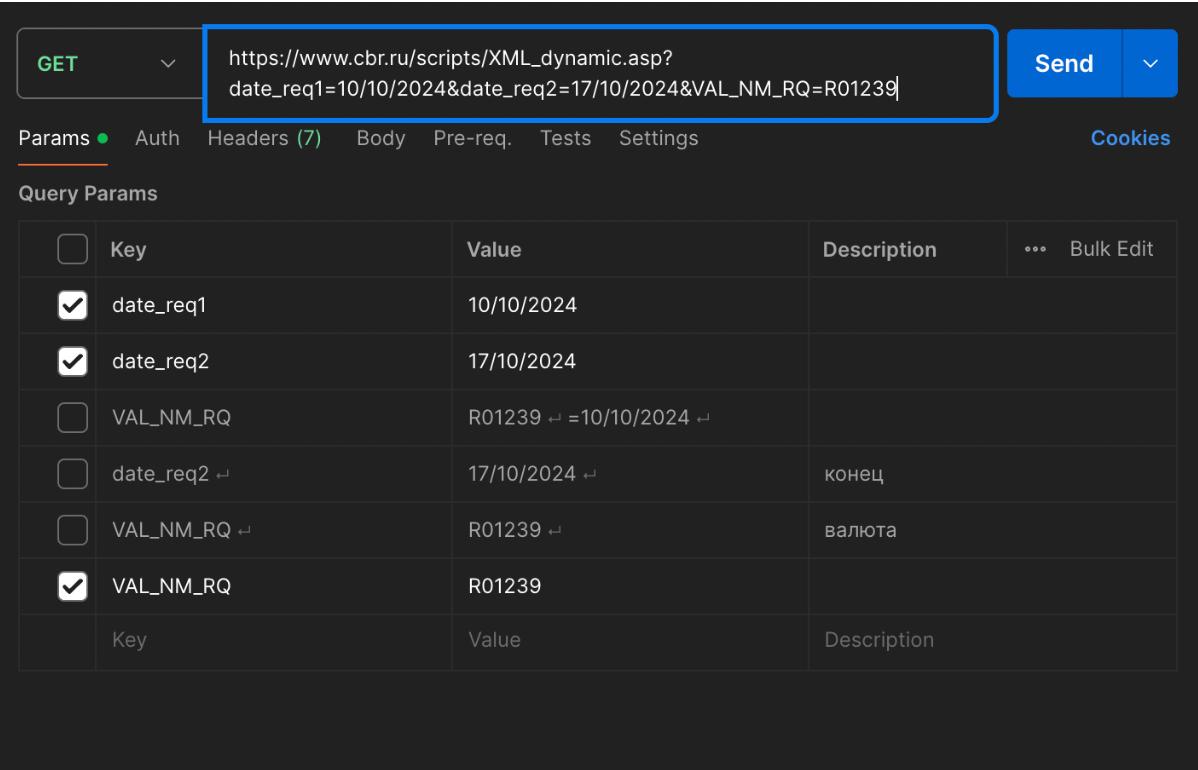 GET
https://www.cbr.ru/scripts/XML_dynamic.asp?
date_req1=10/10/2024&date_req2=17/10/2024&VAL_NM_RQ=R01239
Send
Params Auth Headers (7) Body Pre-req. Tests Settings Cookies
Query Params
Key Value Description ••• Bulk Edit
date_req1 10/10/2024
date_req2 17/10/2024
VAL_NM_RQ R01239 ↵ =10/10/2024 ↵
date_req2 ↵ 17/10/2024 ↵ конец
VAL_NM_RQ ↵ R01239 ↵ валюта
VAL_NM_RQ R01239
Key Value Description